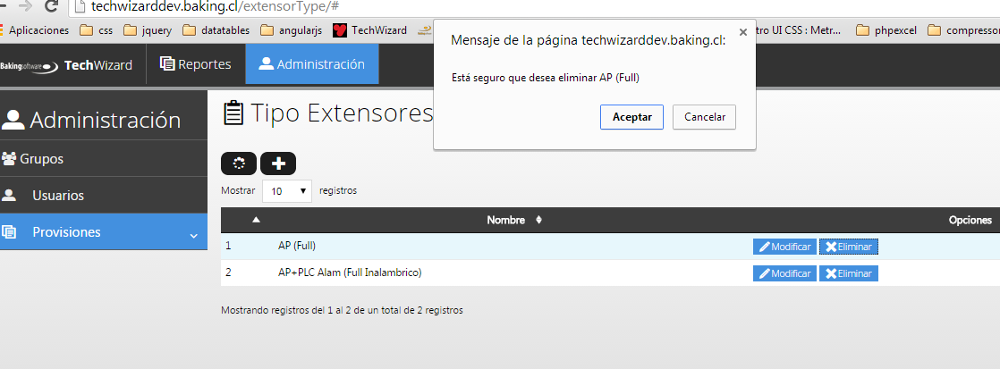 techwizarddev.baking.cl/extensorType/#
Aplicaciones css jquery datatables angularjs TechWizard tro UI CSS : Metr... phpexcel compressor
Mensaje de la página techwizarddev.baking.cl:
Está seguro que desea eliminar AP (Full)
Aceptar Cancelar
Bakingsoftware TechWizard Reportes Administración
Administración
Grupos
Usuarios
Provisiones
Tipo Extensores
Mostrar 10 registros
Nombre Opciones
1 AP (Full) Modificar Eliminar
2 AP+PLC Alam (Full Inalambrico) Modificar Eliminar
Mostrando registros del 1 al 2 de un total de 2 registros